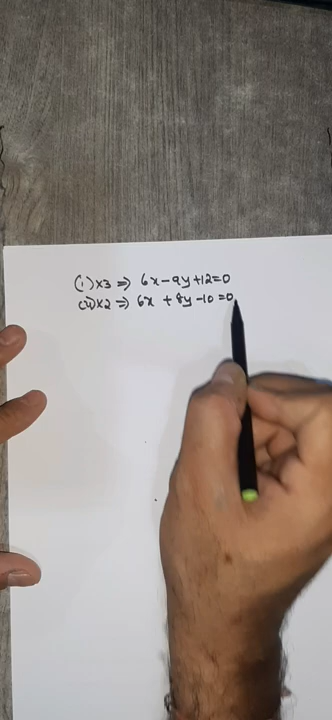 (i)×3 ⇒ 6x-9y+12=0
(ii)×2 ⇒ 6x +8y-10=0